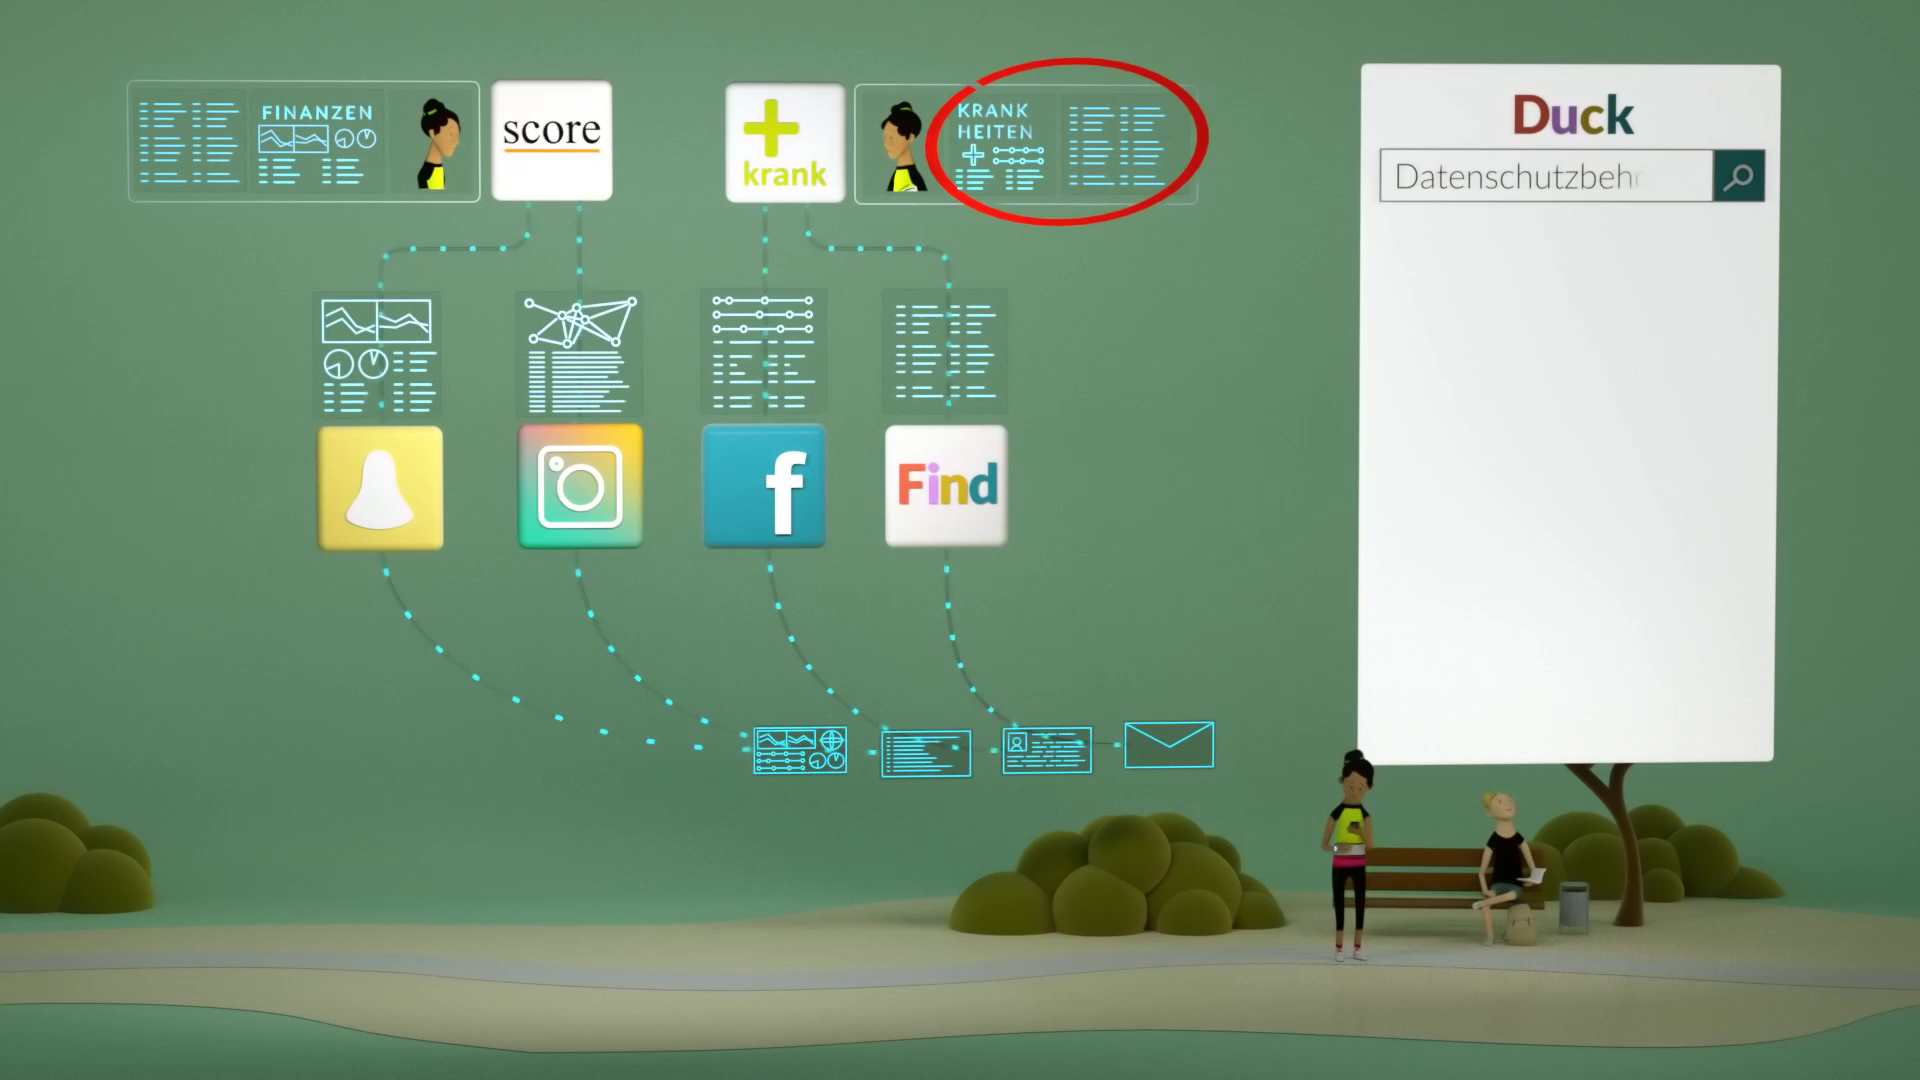 FINANZEN
score
krank
KRANK
HEITEN
Duck
Datenschutzbeh
f
Find